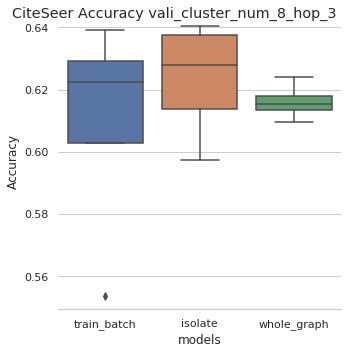 CiteSeer Accuracy vali_cluster_num_8_hop_3
0.64
0.62
0.60
0.58
0.56
Accuracy
train_batch
isolate
whole_graph
models